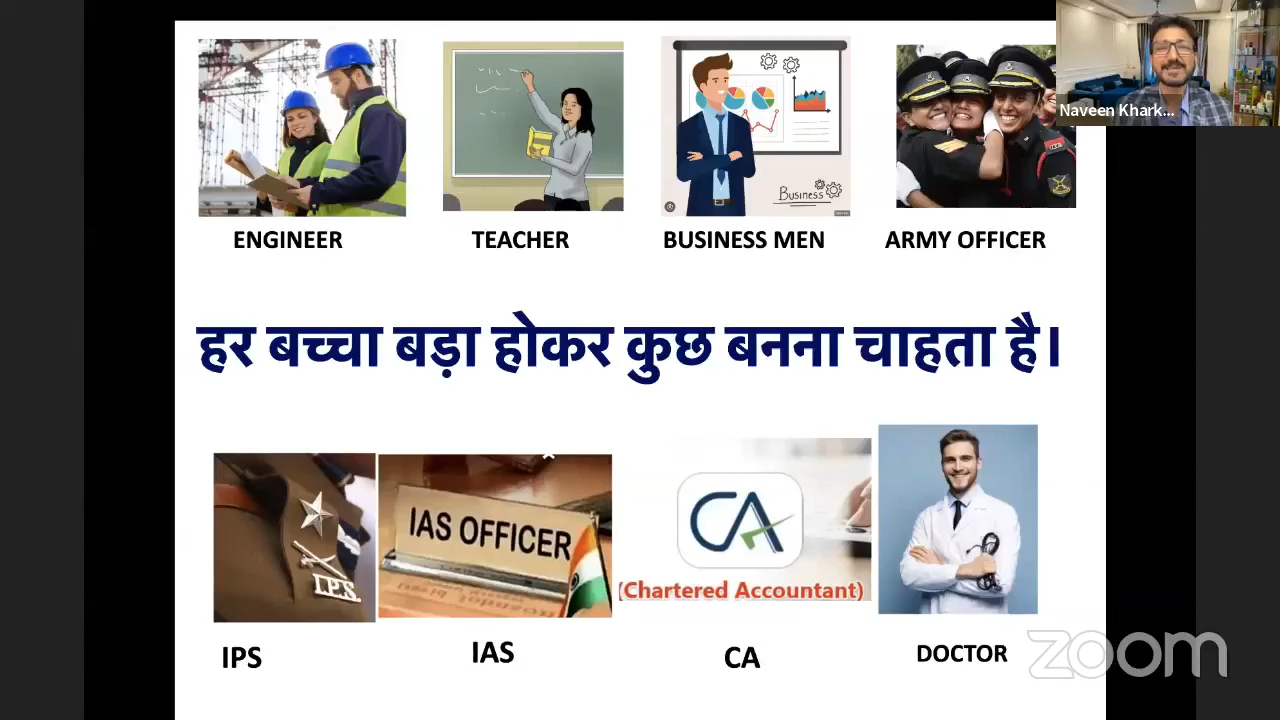 Naveen Khark...
Business
ENGINEER
TEACHER
BUSINESS MEN
ARMY OFFICER
हर बच्चा बड़ा होकर कुछ बनना चाहता है।
I.P.S.
IAS OFFICER
CA
(Chartered Accountant)
IPS
IAS
CA
DOCTOR
zoom